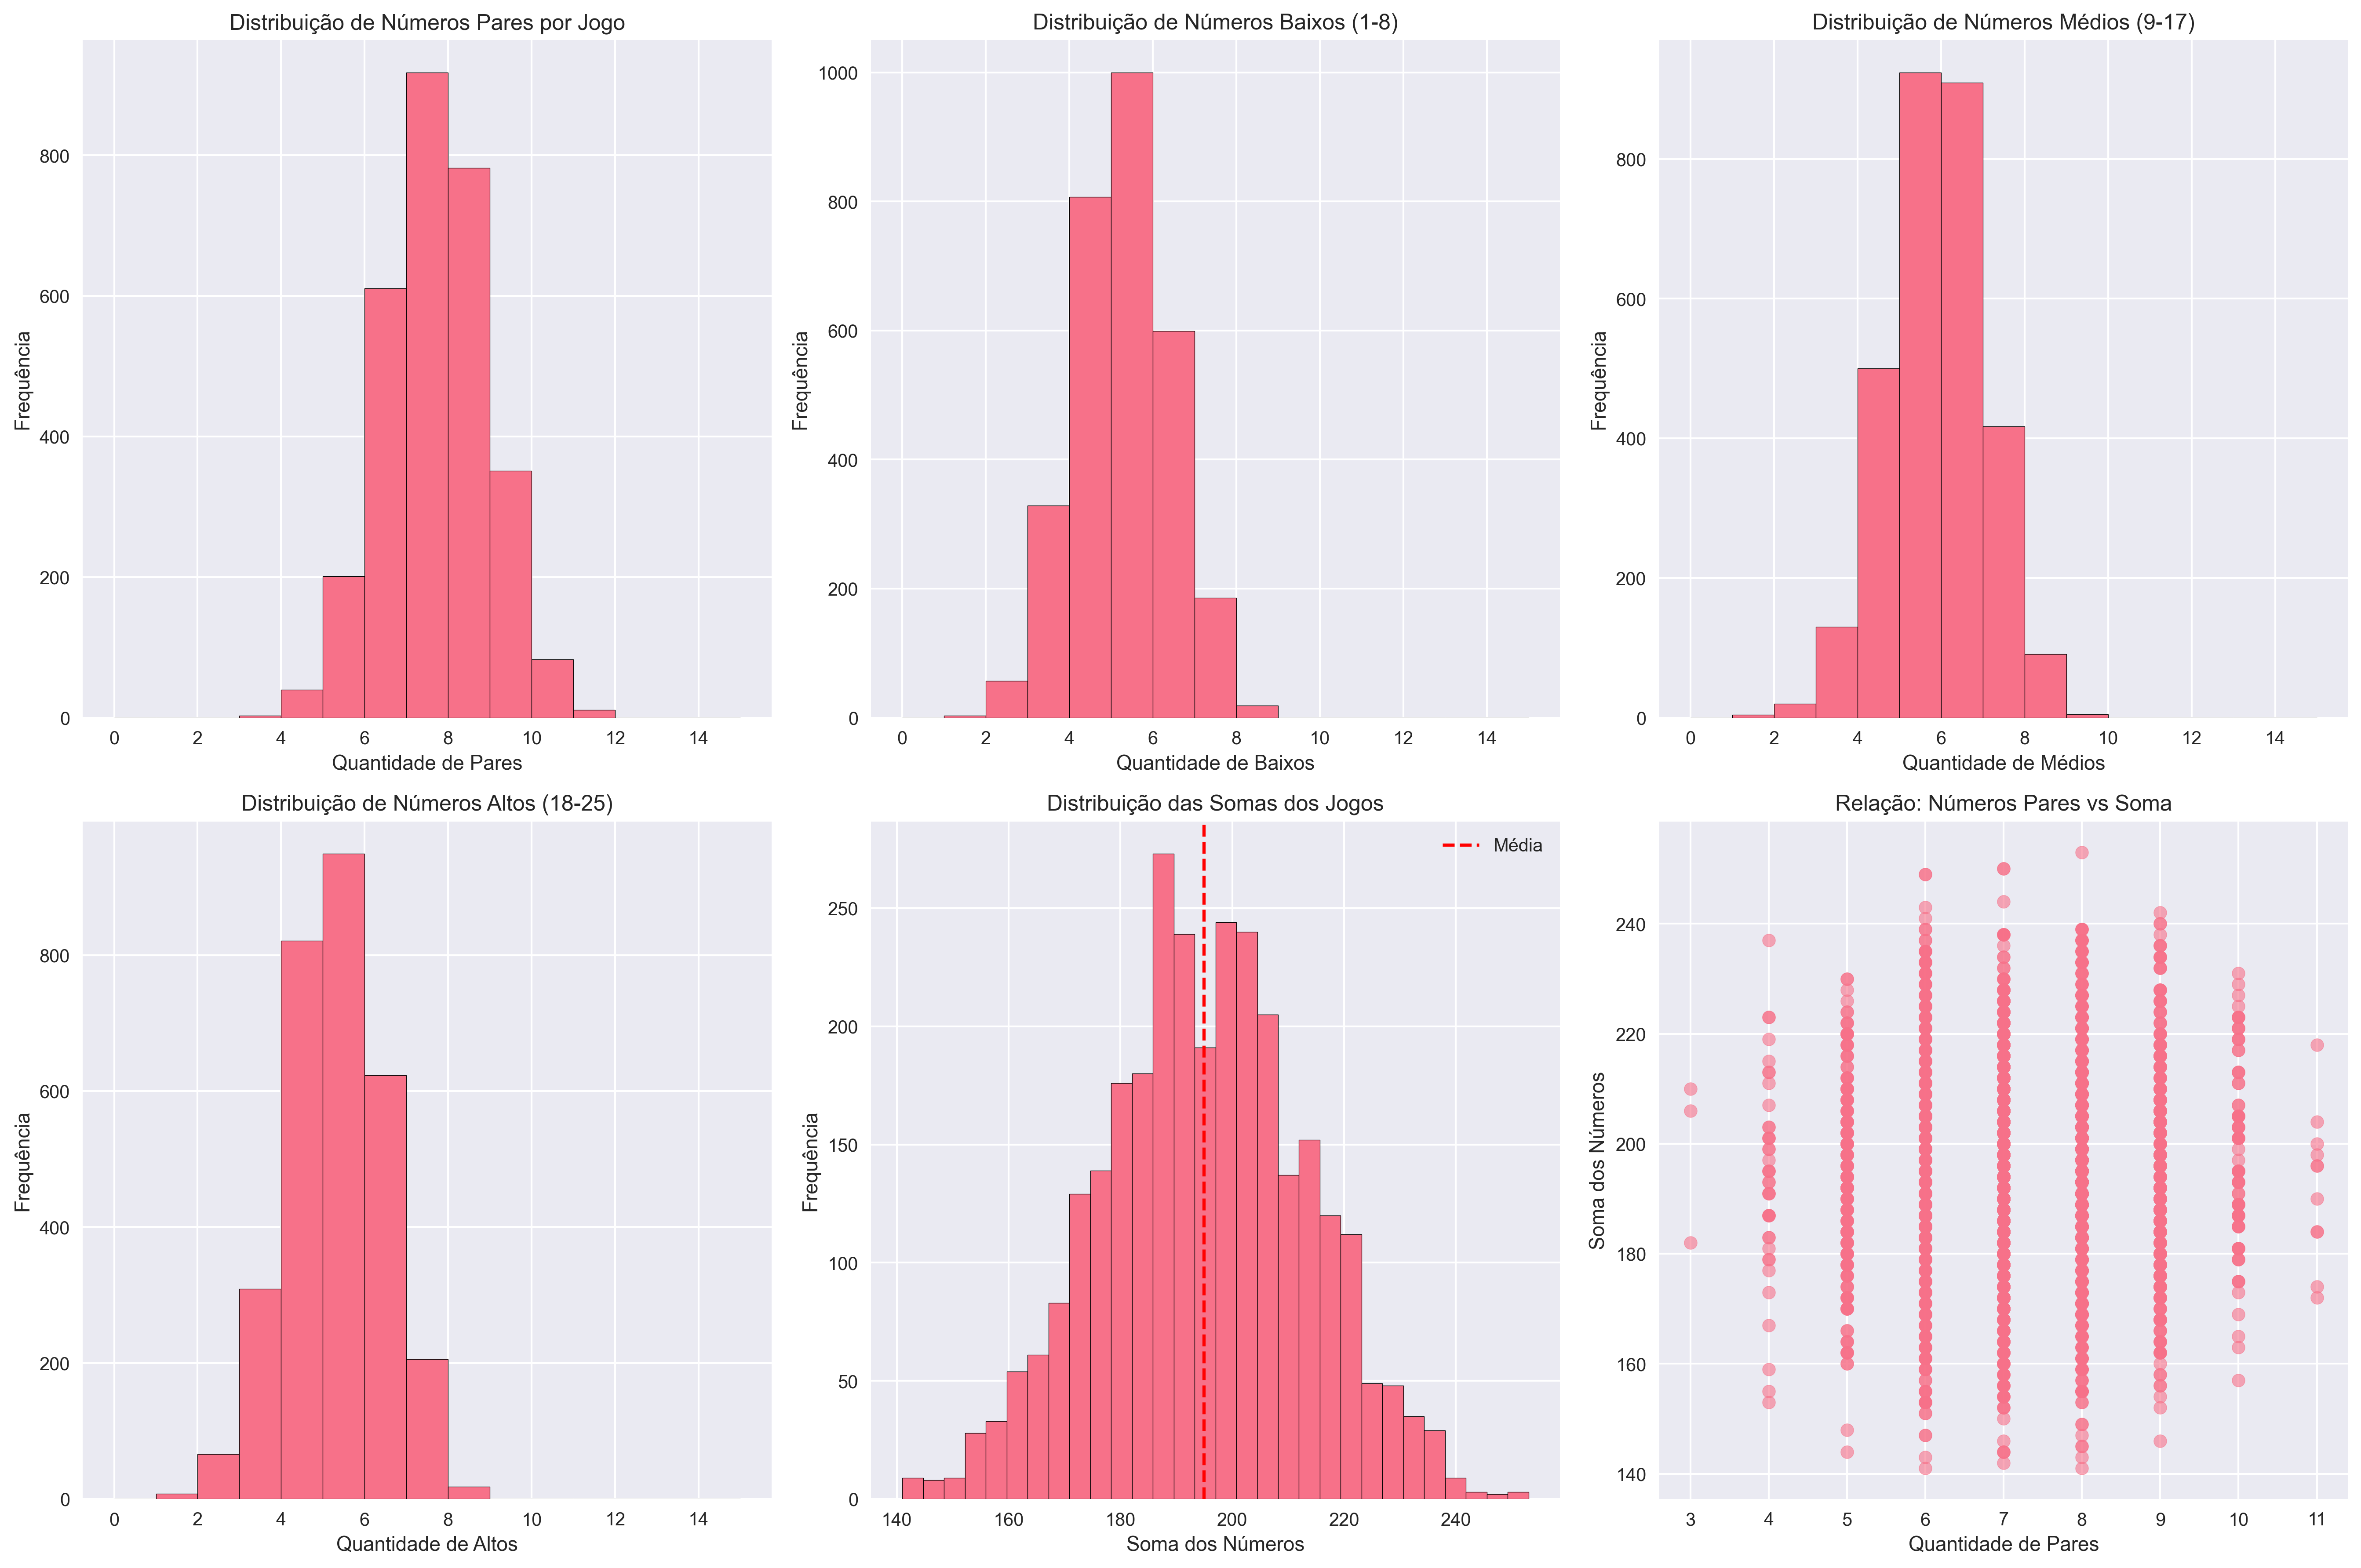 Distribuição de Números Pares por Jogo
Frequência
800
600
400
200
0
0 2 4 6 8 10 12 14
Quantidade de Pares
Distribuição de Números Baixos (1-8)
Frequência
1000
800
600
400
200
0
0 2 4 6 8 10 12 14
Quantidade de Baixos
Distribuição de Números Médios (9-17)
Frequência
800
600
400
200
0
0 2 4 6 8 10 12 14
Quantidade de Médios
Distribuição de Números Altos (18-25)
Frequência
800
600
400
200
0
0 2 4 6 8 10 12 14
Quantidade de Altos
Distribuição das Somas dos Jogos
Média
Frequência
250
200
150
100
50
0
140 160 180 200 220 240
Soma dos Números
Relação: Números Pares vs Soma
Soma dos Números
240
220
200
180
160
140
3 4 5 6 7 8 9 10 11
Quantidade de Pares